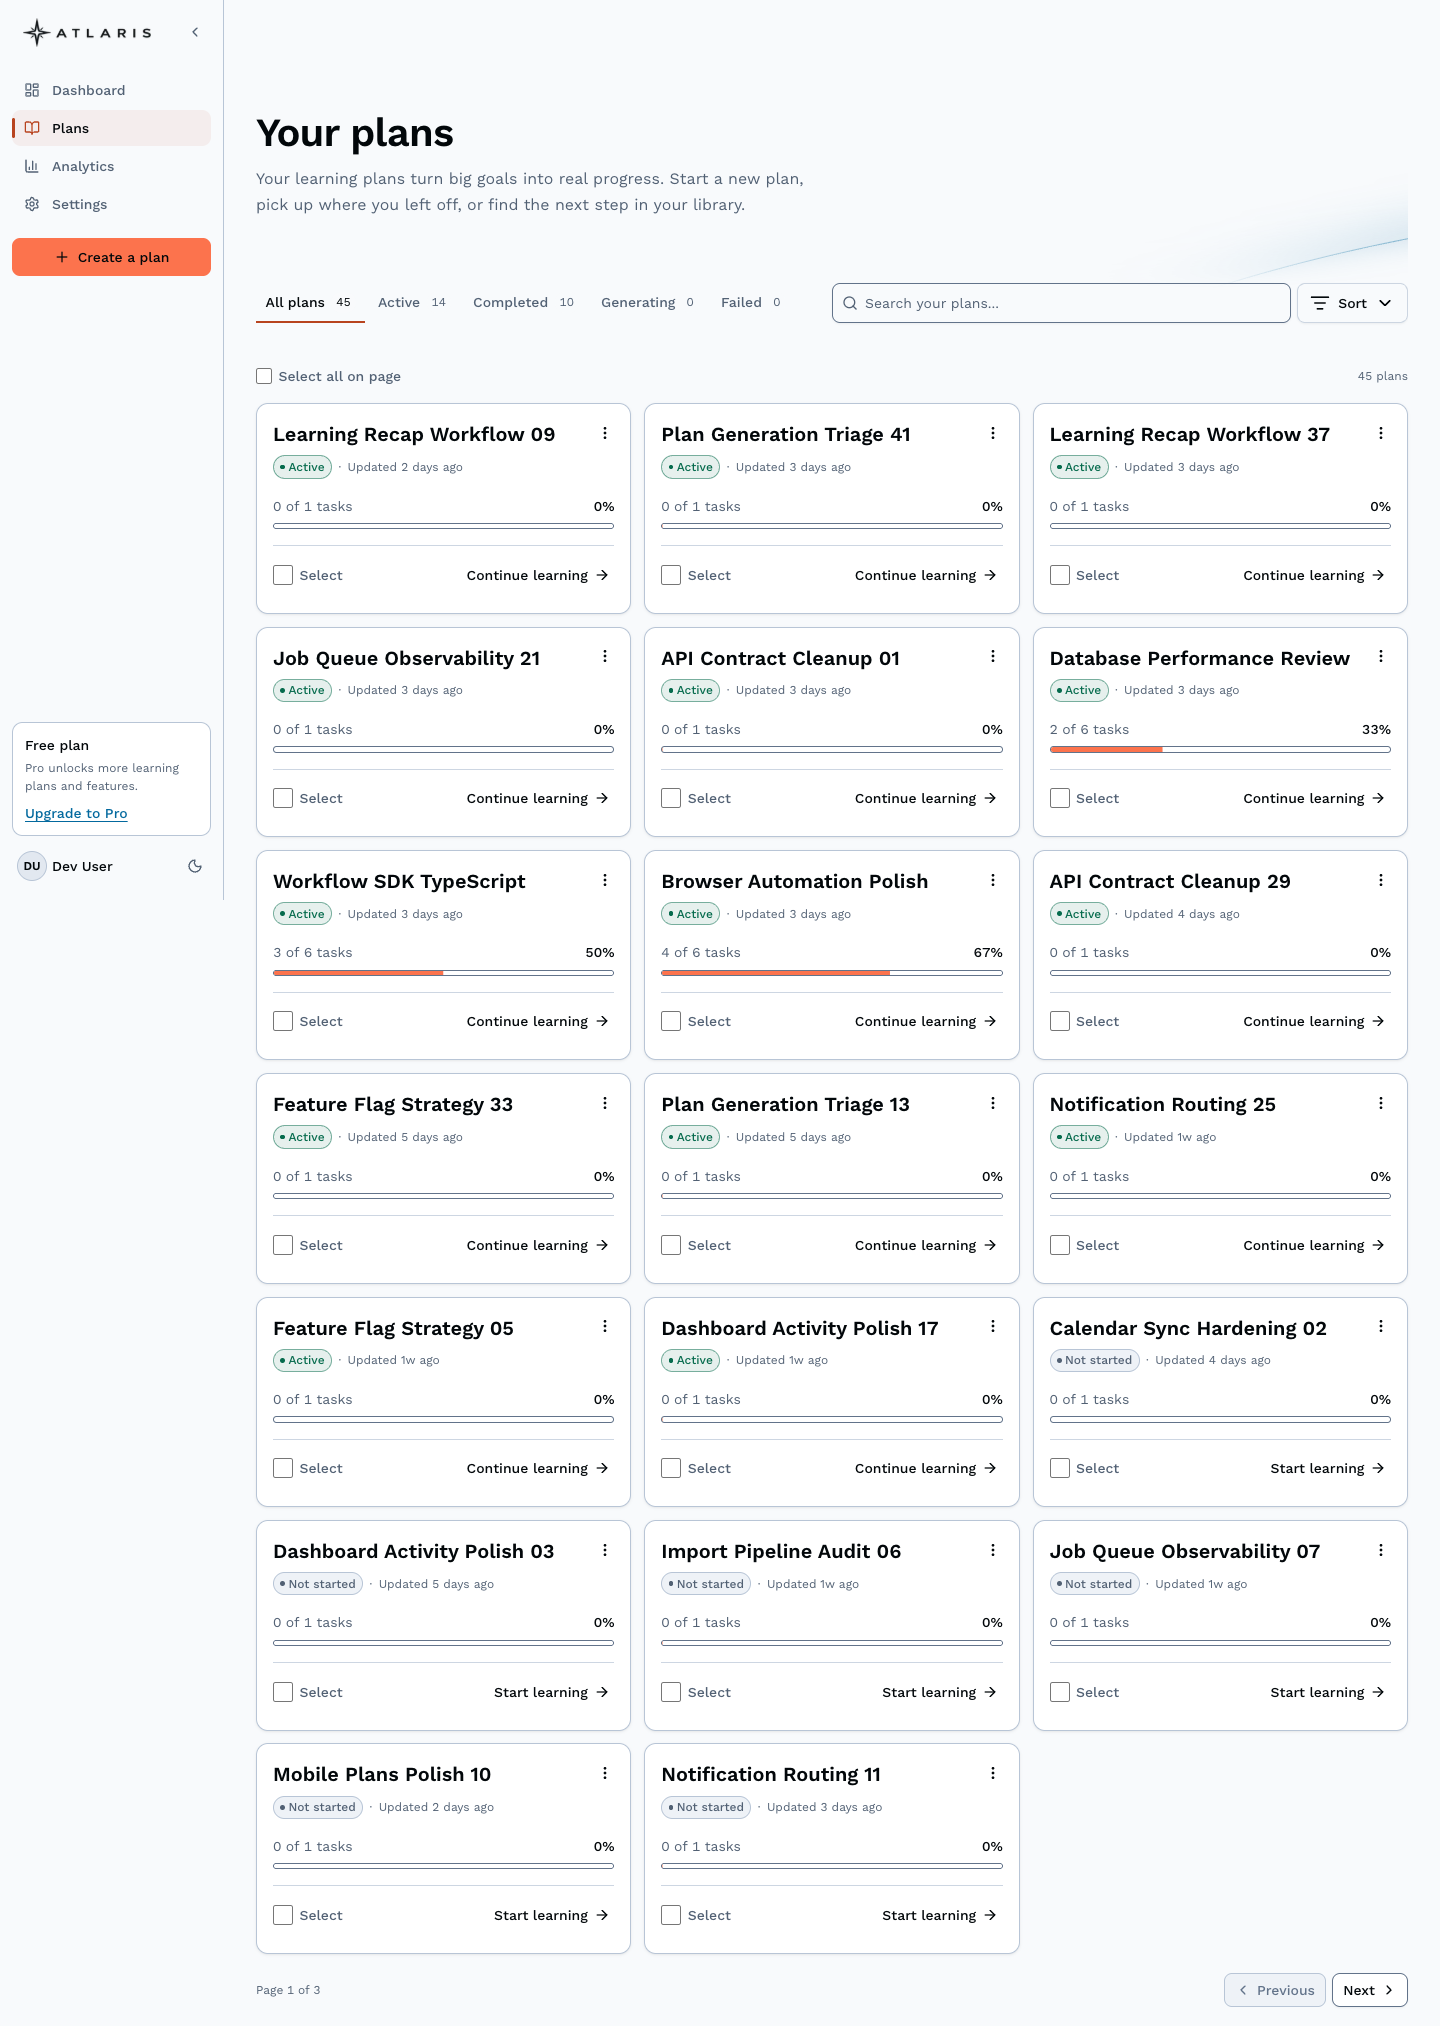 ATLARIS
Dashboard
Plans
Analytics
Settings
Create a plan
Free plan
Pro unlocks more learning
plans and features.
Upgrade to Pro
DU Dev User
Your plans
Your learning plans turn big goals into real progress. Start a new plan,
pick up where you left off, or find the next step in your library.
All plans 45 Active 14 Completed 10 Generating 0 Failed 0
Search your plans...
Sort
Select all on page
45 plans
Learning Recap Workflow 09
Active · Updated 2 days ago
0 of 1 tasks 0%
Select Continue learning
Plan Generation Triage 41
Active · Updated 3 days ago
0 of 1 tasks 0%
Select Continue learning
Learning Recap Workflow 37
Active · Updated 3 days ago
0 of 1 tasks 0%
Select Continue learning
Job Queue Observability 21
Active · Updated 3 days ago
0 of 1 tasks 0%
Select Continue learning
API Contract Cleanup 01
Active · Updated 3 days ago
0 of 1 tasks 0%
Select Continue learning
Database Performance Review
Active · Updated 3 days ago
2 of 6 tasks 33%
Select Continue learning
Workflow SDK TypeScript
Active · Updated 3 days ago
3 of 6 tasks 50%
Select Continue learning
Browser Automation Polish
Active · Updated 3 days ago
4 of 6 tasks 67%
Select Continue learning
API Contract Cleanup 29
Active · Updated 4 days ago
0 of 1 tasks 0%
Select Continue learning
Feature Flag Strategy 33
Active · Updated 5 days ago
0 of 1 tasks 0%
Select Continue learning
Plan Generation Triage 13
Active · Updated 5 days ago
0 of 1 tasks 0%
Select Continue learning
Notification Routing 25
Active · Updated 1w ago
0 of 1 tasks 0%
Select Continue learning
Feature Flag Strategy 05
Active · Updated 1w ago
0 of 1 tasks 0%
Select Continue learning
Dashboard Activity Polish 17
Active · Updated 1w ago
0 of 1 tasks 0%
Select Continue learning
Calendar Sync Hardening 02
Not started · Updated 4 days ago
0 of 1 tasks 0%
Select Start learning
Dashboard Activity Polish 03
Not started · Updated 5 days ago
0 of 1 tasks 0%
Select Start learning
Import Pipeline Audit 06
Not started · Updated 1w ago
0 of 1 tasks 0%
Select Start learning
Job Queue Observability 07
Not started · Updated 1w ago
0 of 1 tasks 0%
Select Start learning
Mobile Plans Polish 10
Not started · Updated 2 days ago
0 of 1 tasks 0%
Select Start learning
Notification Routing 11
Not started · Updated 3 days ago
0 of 1 tasks 0%
Select Start learning
Page 1 of 3
Previous
Next